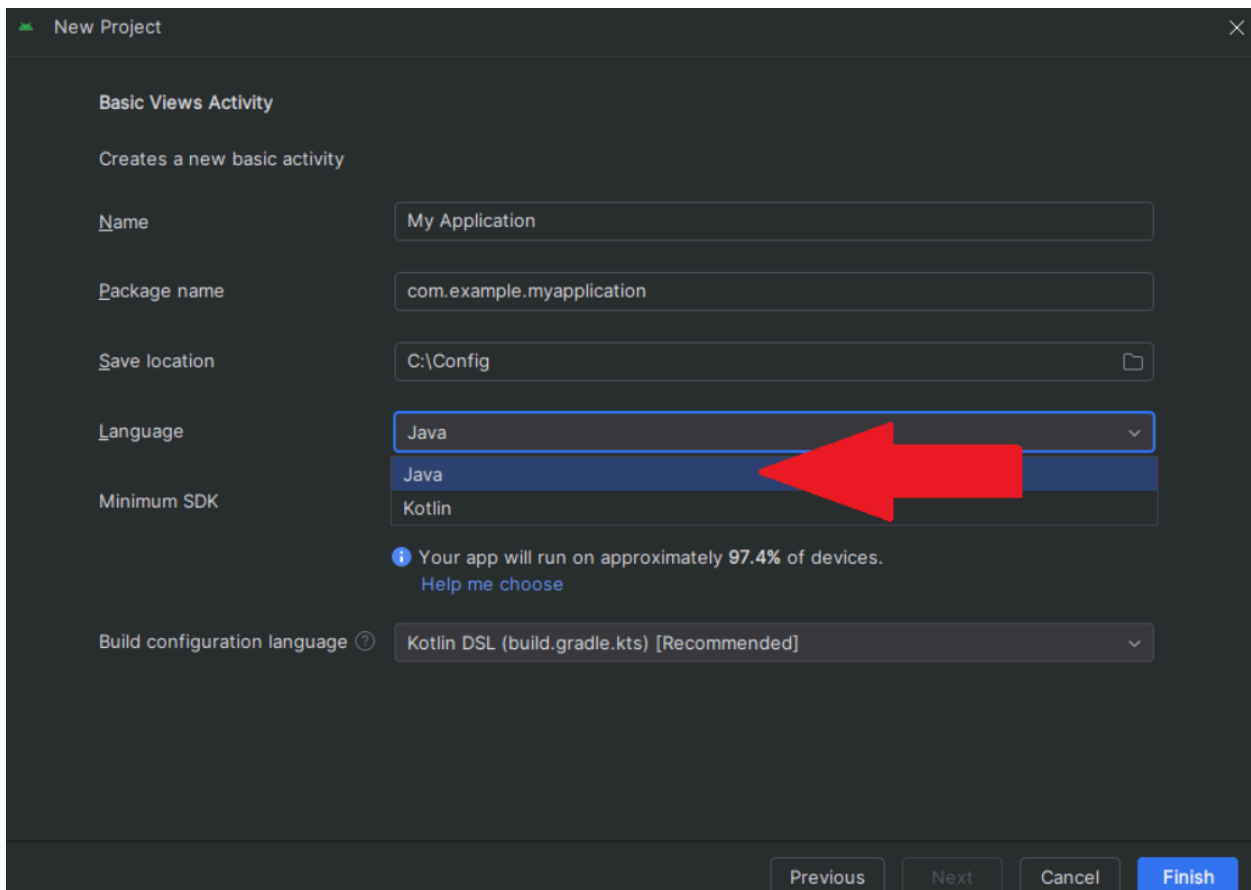 New Project
Basic Views Activity
Creates a new basic activity
Name My Application
Package name com.example.myapplication
Save location C:\Config
Language Java
Java
Minimum SDK
Kotlin
Your app will run on approximately 97.4% of devices.
Help me choose
Build configuration language Kotlin DSL (build.gradle.kts) [Recommended]
Previous Next Cancel Finish